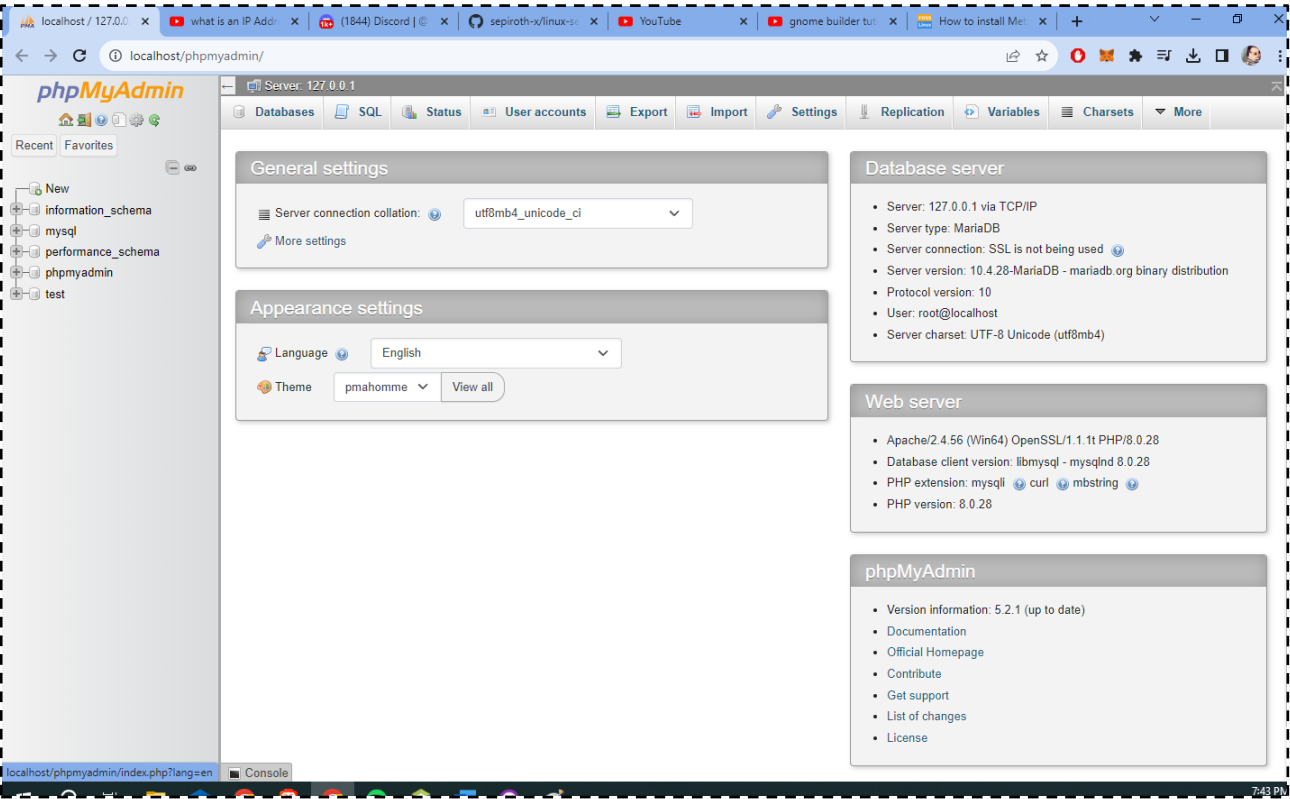 localhost / 127.0.0
what is an IP Addr
(1844) Discord | @
sepiroth-x/linux-se
YouTube
gnome builder tut
How to install Met
localhost/phpmyadmin/
phpMyAdmin
Recent Favorites
New
information_schema
mysql
performance_schema
phpmyadmin
test
Server: 127.0.0.1
Databases SQL Status User accounts Export Import Settings Replication Variables Charsets More
General settings
Server connection collation: utf8mb4_unicode_ci
More settings
Appearance settings
Language English
Theme pmahomme View all
Database server
Server: 127.0.0.1 via TCP/IP
Server type: MariaDB
Server connection: SSL is not being used
Server version: 10.4.28-MariaDB - mariadb.org binary distribution
Protocol version: 10
User: root@localhost
Server charset: UTF-8 Unicode (utf8mb4)
Web server
Apache/2.4.56 (Win64) OpenSSL/1.1.1t PHP/8.0.28
Database client version: libmysql - mysqlnd 8.0.28
PHP extension: mysqli curl mbstring
PHP version: 8.0.28
phpMyAdmin
Version information: 5.2.1 (up to date)
Documentation
Official Homepage
Contribute
Get support
List of changes
License
localhost/phpmyadmin/index.php?lang=en
Console
7:43 PM